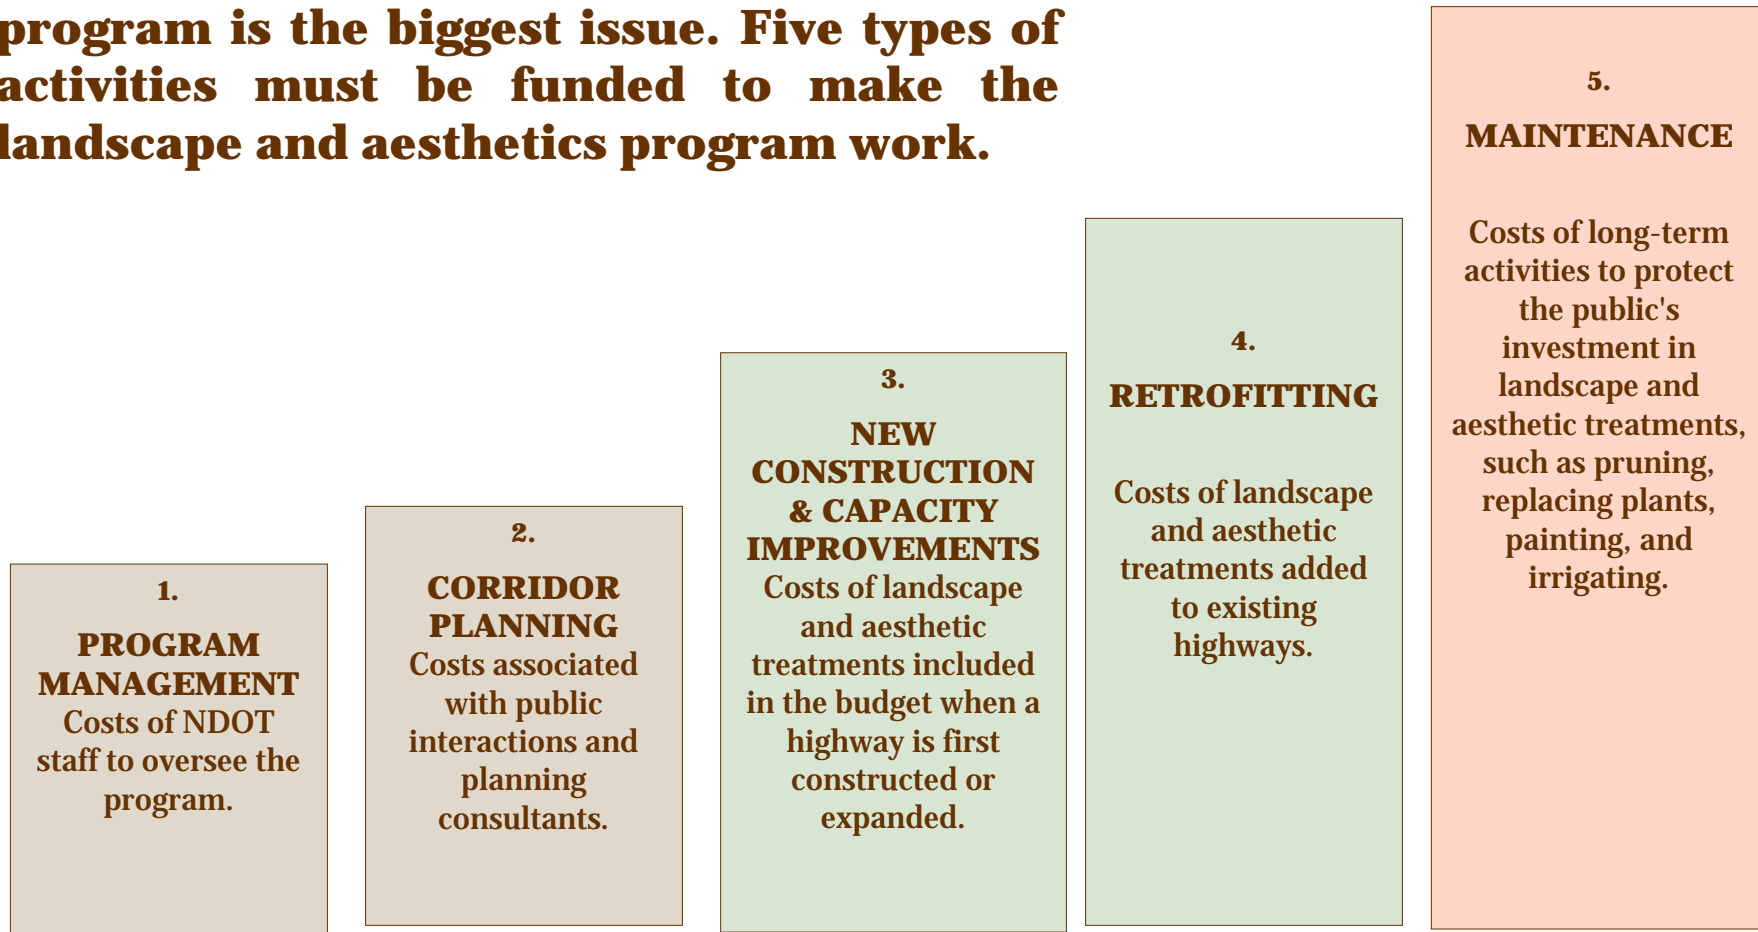 program is the biggest issue. Five types of
activities must be funded to make the
landscape and aesthetics program work.
1.
PROGRAM
MANAGEMENT
Costs of NDOT
staff to oversee the
program.
2.
CORRIDOR
PLANNING
Costs associated
with public
interactions and
planning
consultants.
3.
NEW
CONSTRUCTION
& CAPACITY
IMPROVEMENTS
Costs of landscape
and aesthetic
treatments included
in the budget when a
highway is first
constructed or
expanded.
4.
RETROFITTING
Costs of landscape
and aesthetic
treatments added
to existing
highways.
5.
MAINTENANCE
Costs of long-term
activities to protect
the public's
investment in
landscape and
aesthetic treatments,
such as pruning,
replacing plants,
painting, and
irrigating.